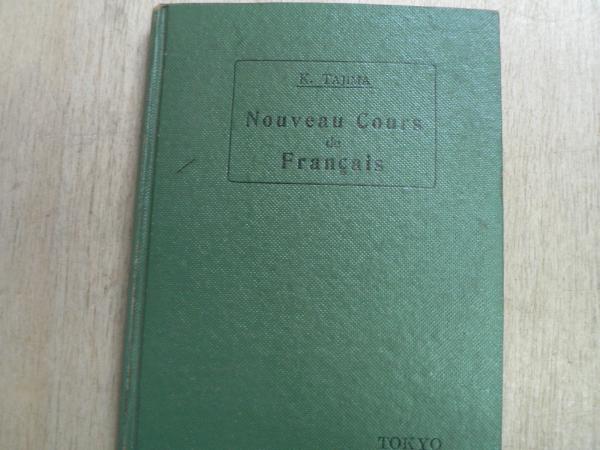 K. TAJIMA
Nouveau Cours
de
Français
TOKYO